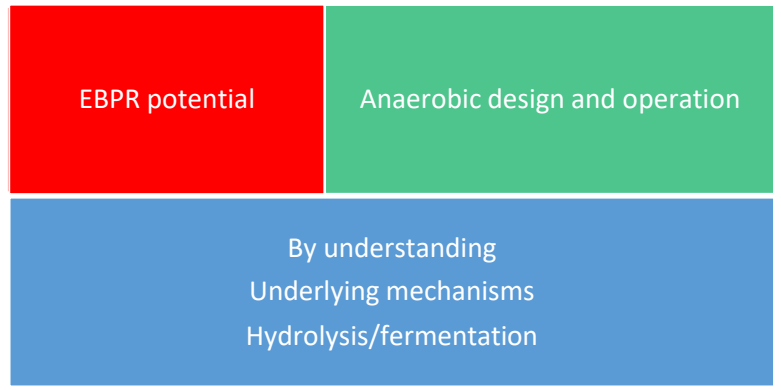 EBPR potential
Anaerobic design and operation
By understanding
Underlying mechanisms
Hydrolysis/fermentation